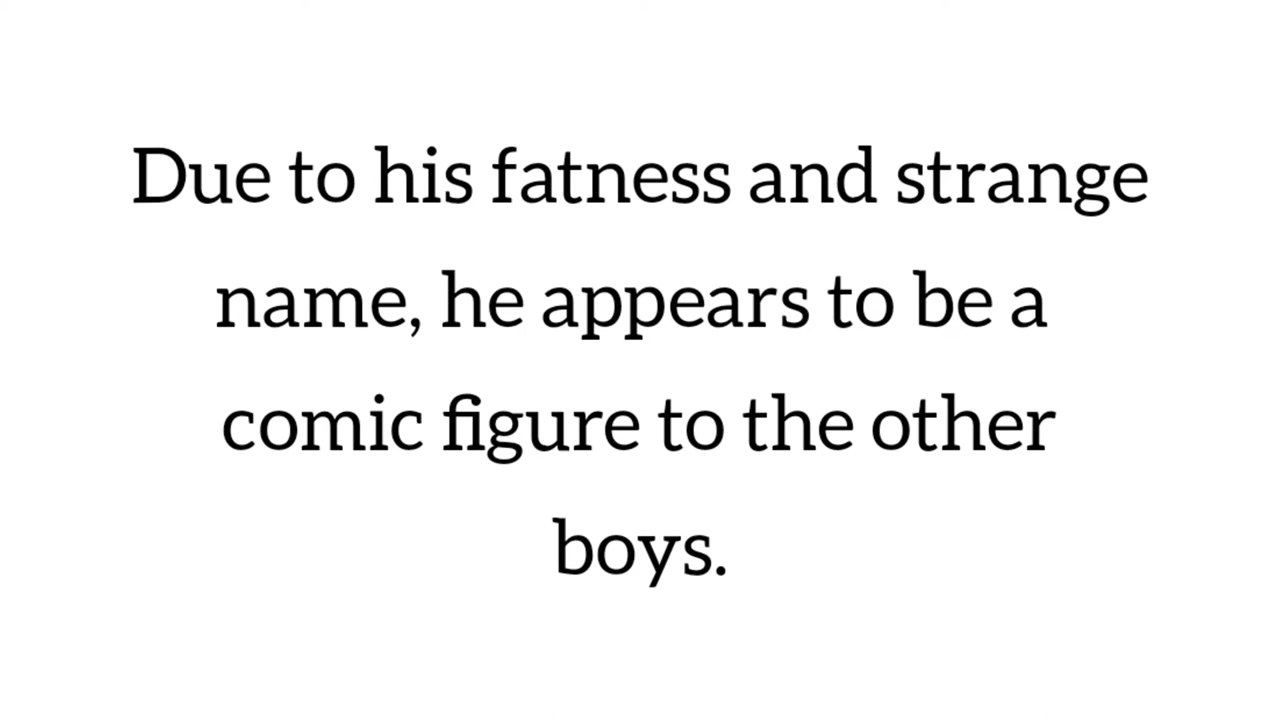 Due to his fatness and strange
name, he appears to be a
comic figure to the other
boys.